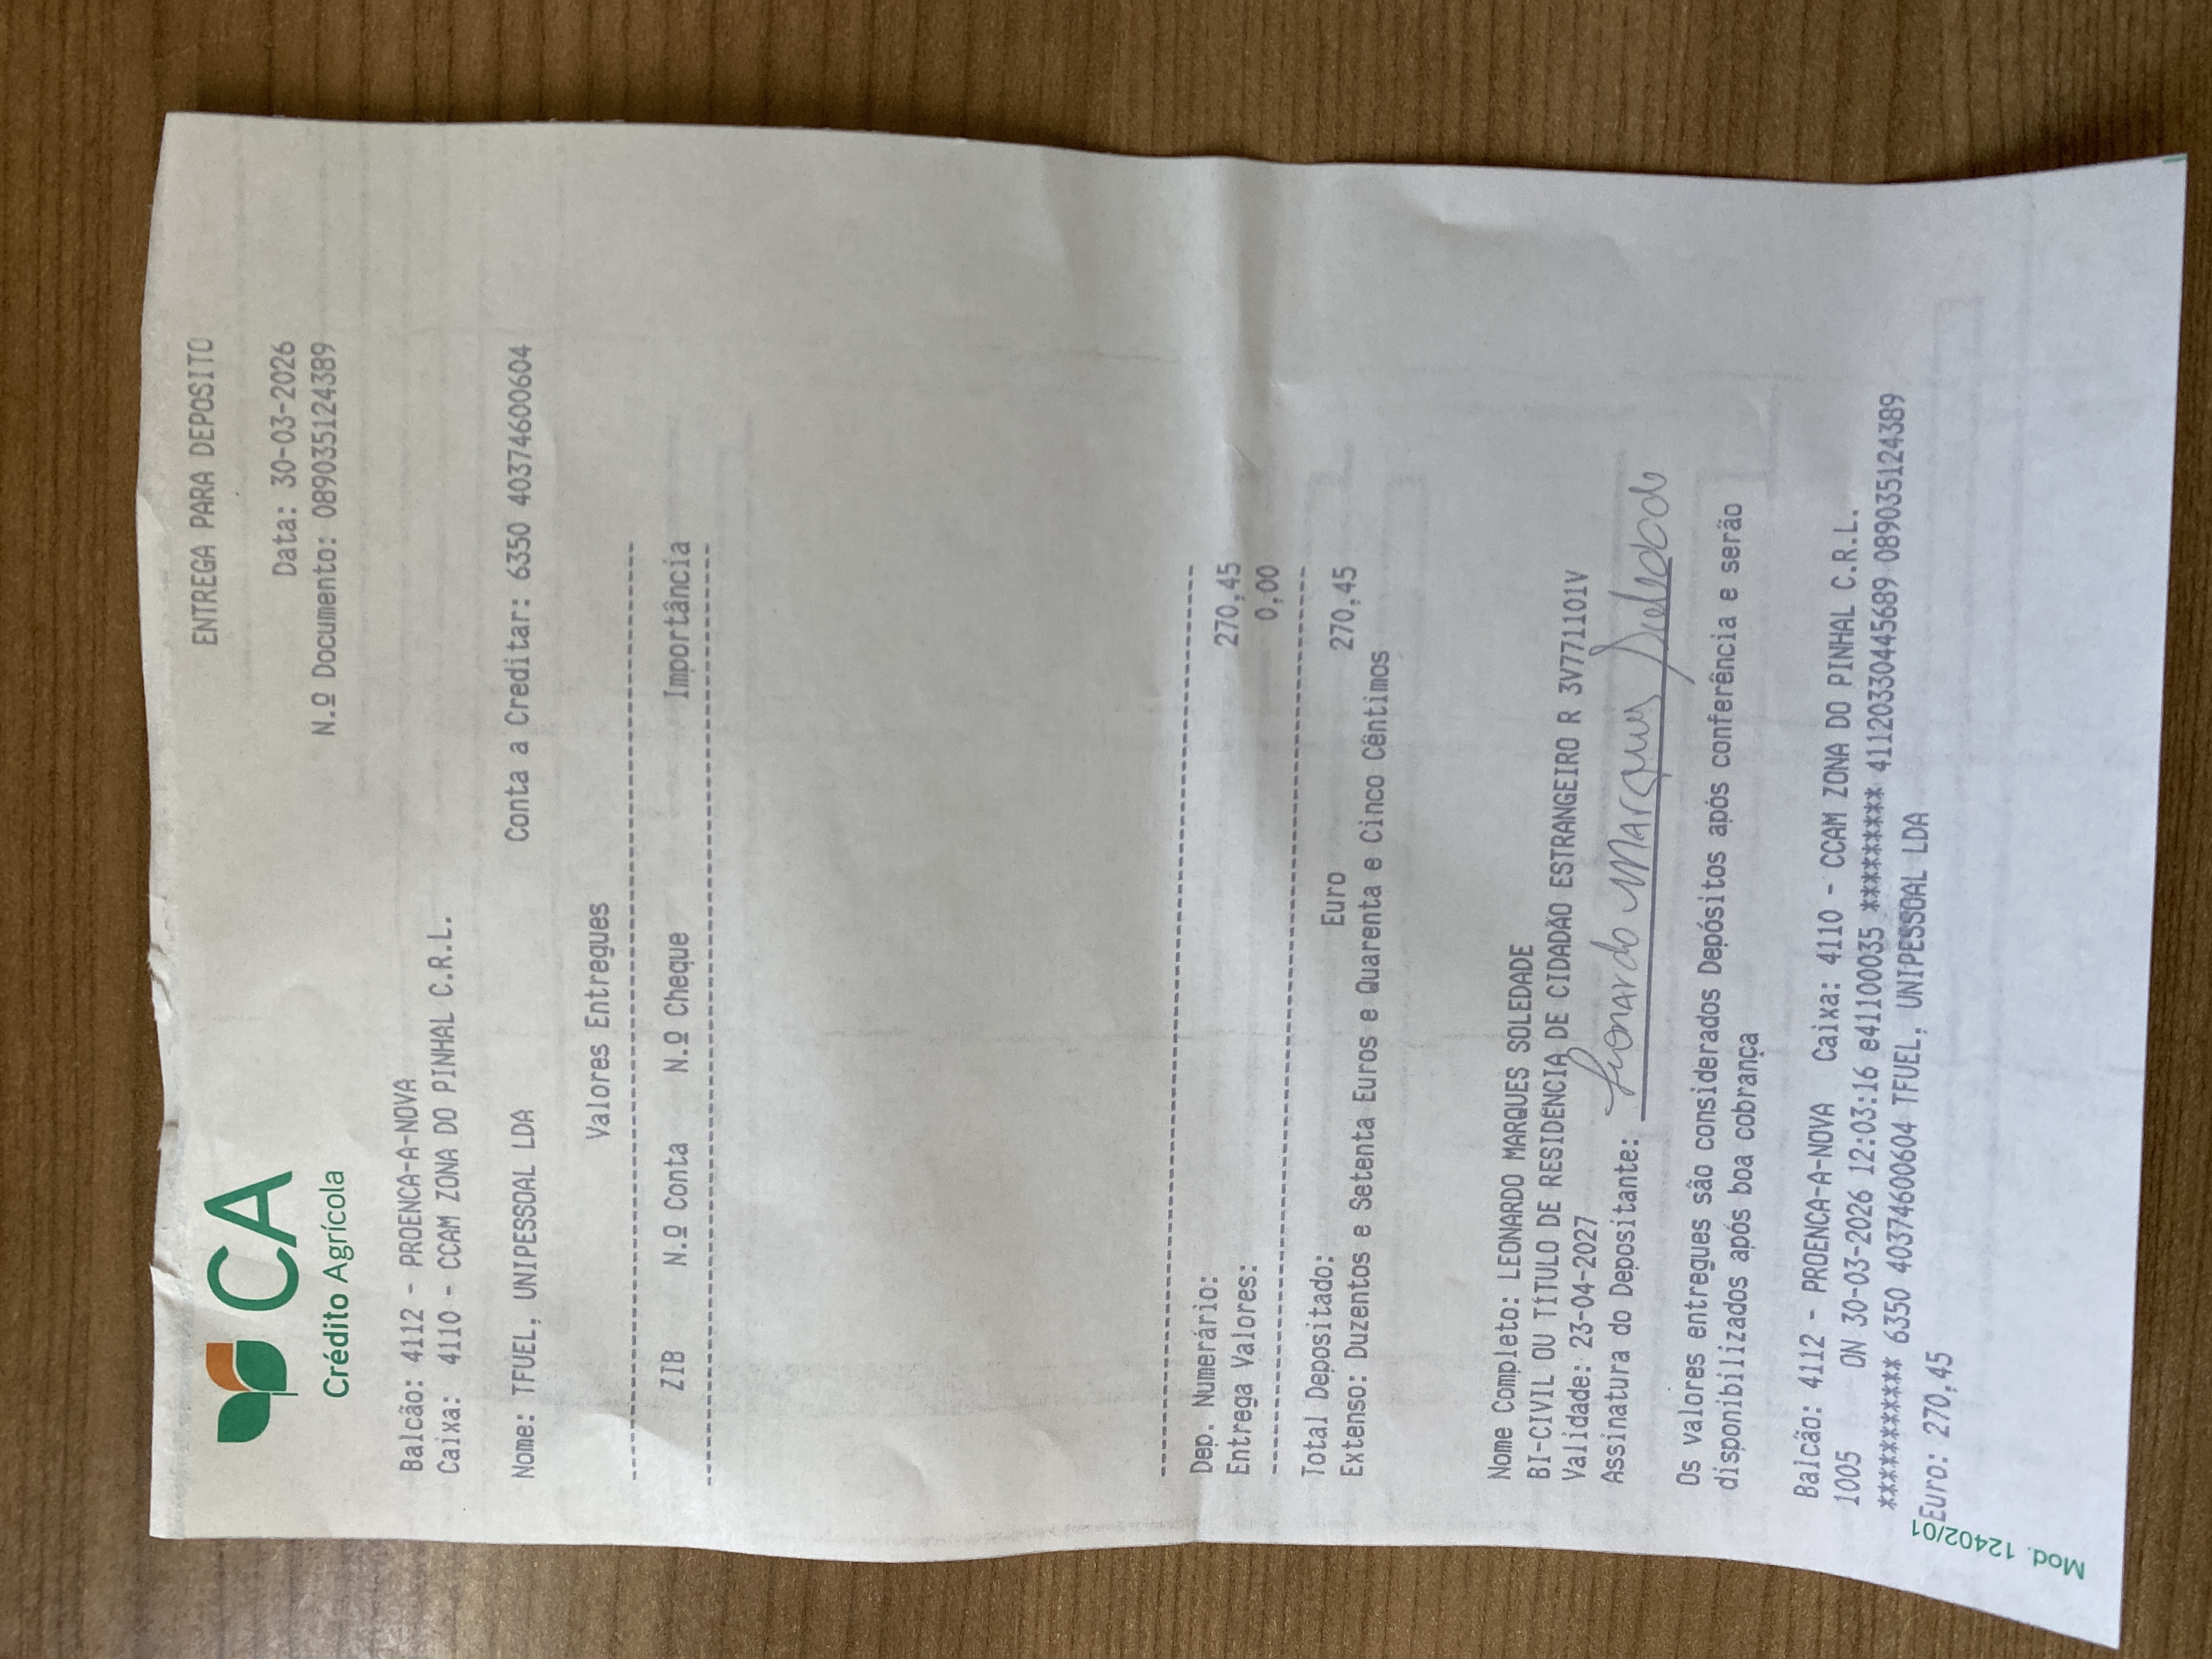 CA
Crédito Agrícola
ENTREGA PARA DEPOSITO
Data: 30-03-2026
N.º Documento: 089035124389
Balcão: 4112 - PROENCA-A-NOVA
Caixa: 4110 - CCAM ZONA DO PINHAL C.R.L.
Nome: TFUEL, UNIPESSOAL LDA Conta a Creditar: 6350 40374600604
Valores Entregues
ZIB N.º Conta N.º Cheque Importância
Dep. Numerário: 270,45
Entrega Valores: 0,00
Total Depositado: Euro 270,45
Extenso: Duzentos e Setenta Euros e Quarenta e Cinco Cêntimos
Nome Completo: LEONARDO MARQUES SOLEDADE
BI-CIVIL OU TÍTULO DE RESIDÊNCIA DE CIDADÃO ESTRANGEIRO R 3V771101V
Validade: 23-04-2027
Assinatura do Depositante: Leonardo Marques Soledade
Os valores entregues são considerados Depósitos após conferência e serão
disponibilizados após boa cobrança
Balcão: 4112 - PROENCA-A-NOVA Caixa: 4110 - CCAM ZONA DO PINHAL C.R.L.
1005 ON 30-03-2026 12:03:16 e41100035 ********* 41120330445689 089035124389
********** 6350 40374600604 TFUEL, UNIPESSOAL LDA
Euro: 270,45
Mod. 12402/01